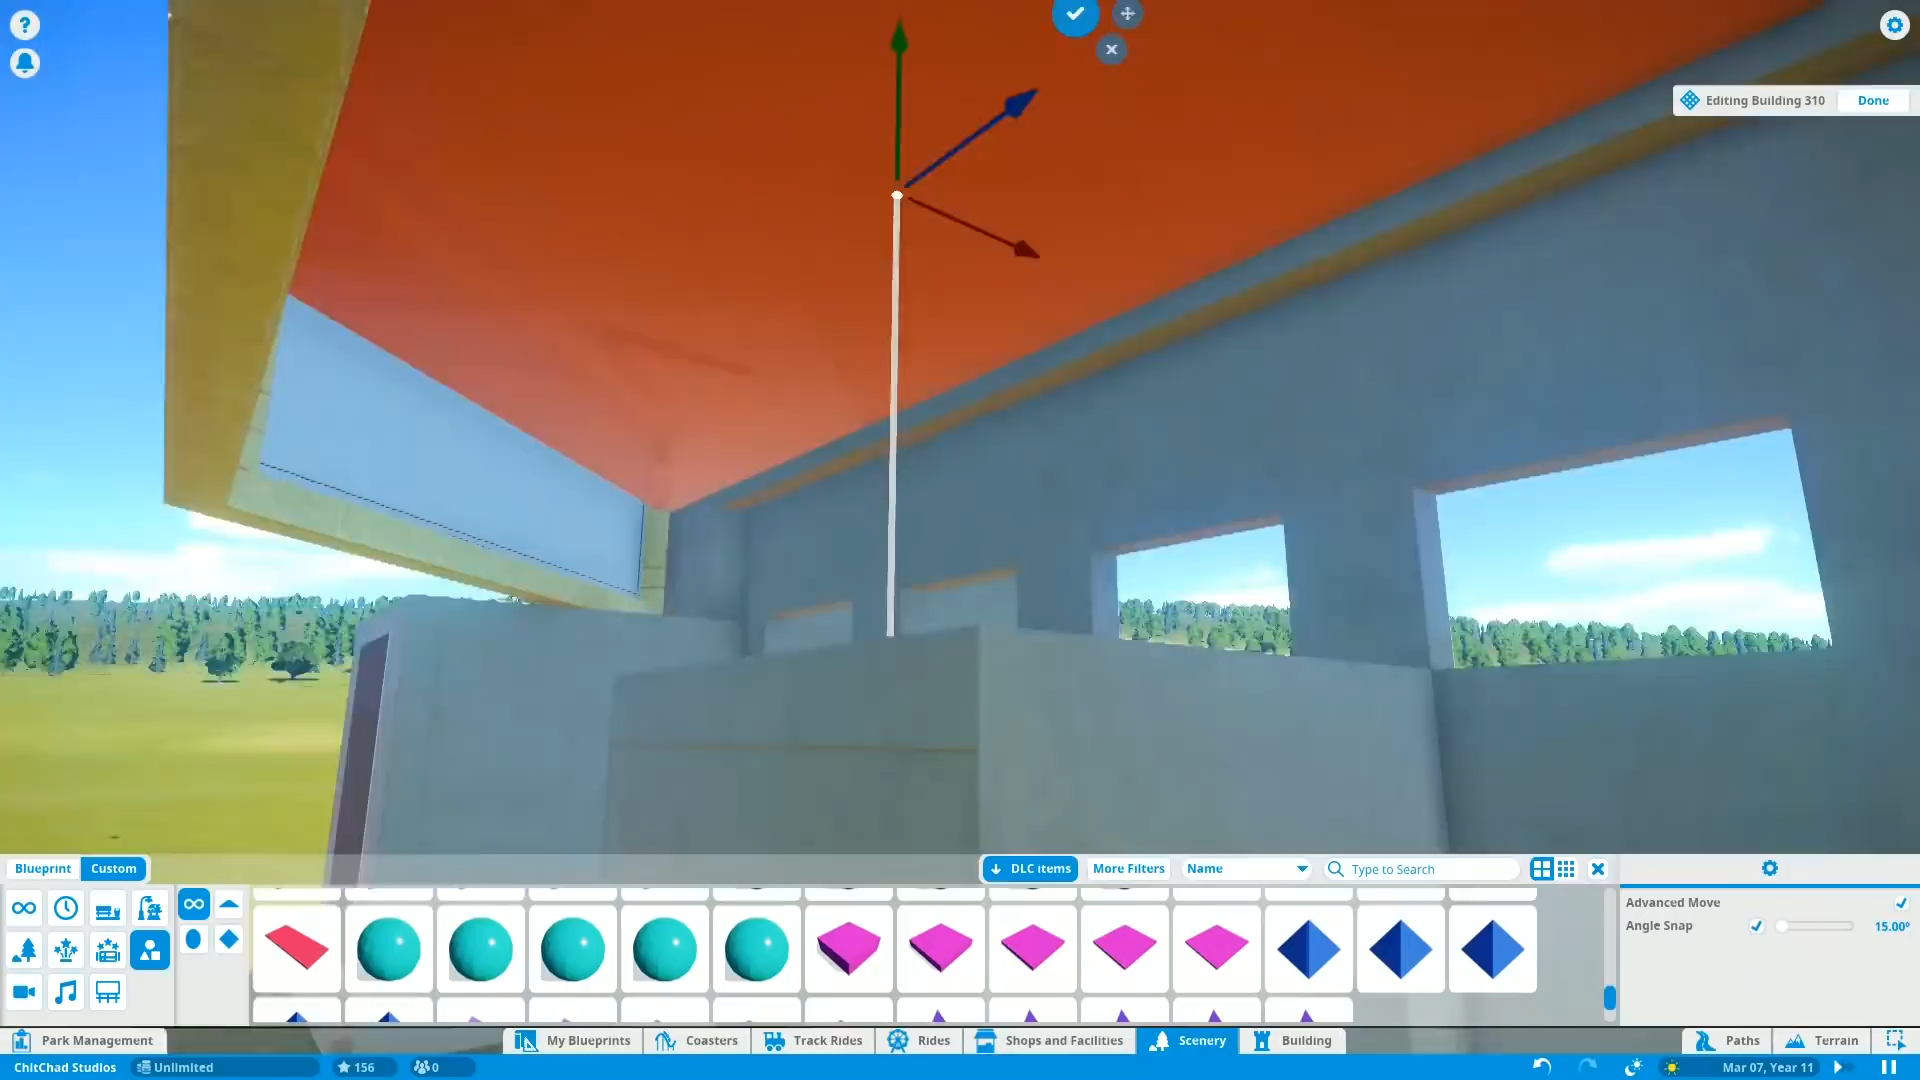 ?
Editing Building 310 Done
Blueprint Custom
DLC items More Filters Name Type to Search
Advanced Move
Angle Snap 15.00°
Park Management My Blueprints Coasters Track Rides Rides Shops and Facilities Scenery Building Paths Terrain
ChitChad Studios Unlimited 156 0 Mar 07, Year 11